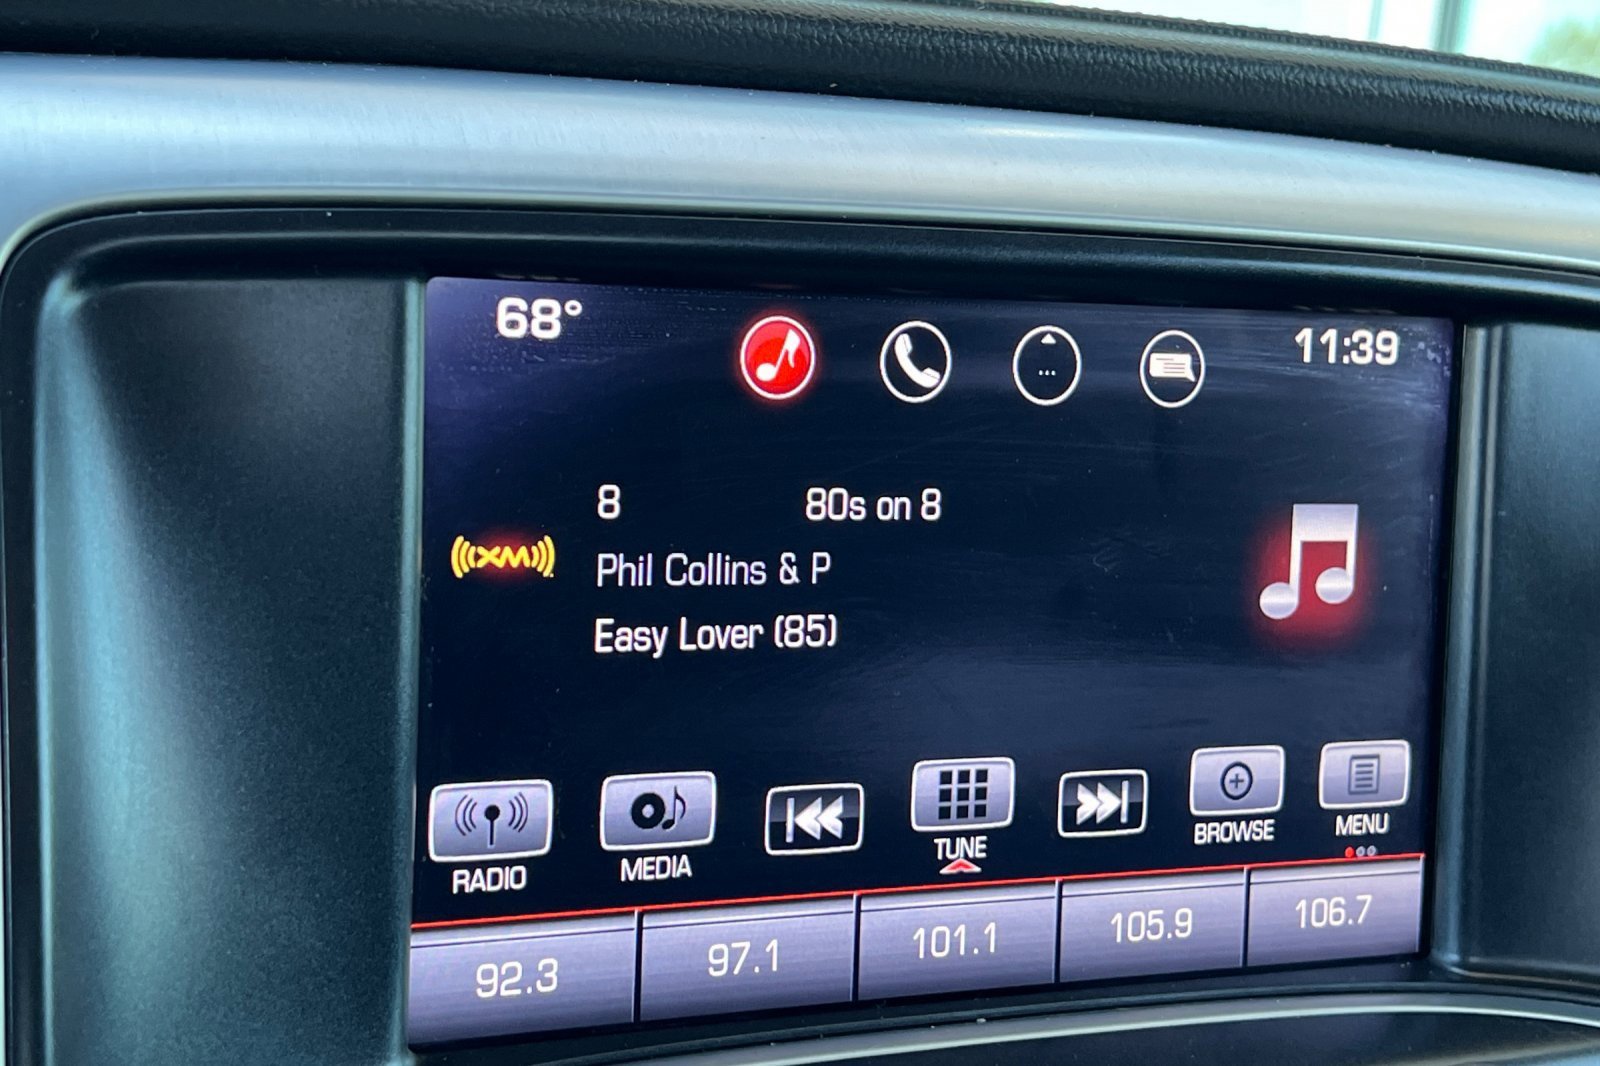 68°
11:39
8 80s on 8
((XM))
Phil Collins & P
Easy Lover (85)
RADIO
MEDIA
TUNE
BROWSE
MENU
92.3
97.1
101.1
105.9
106.7